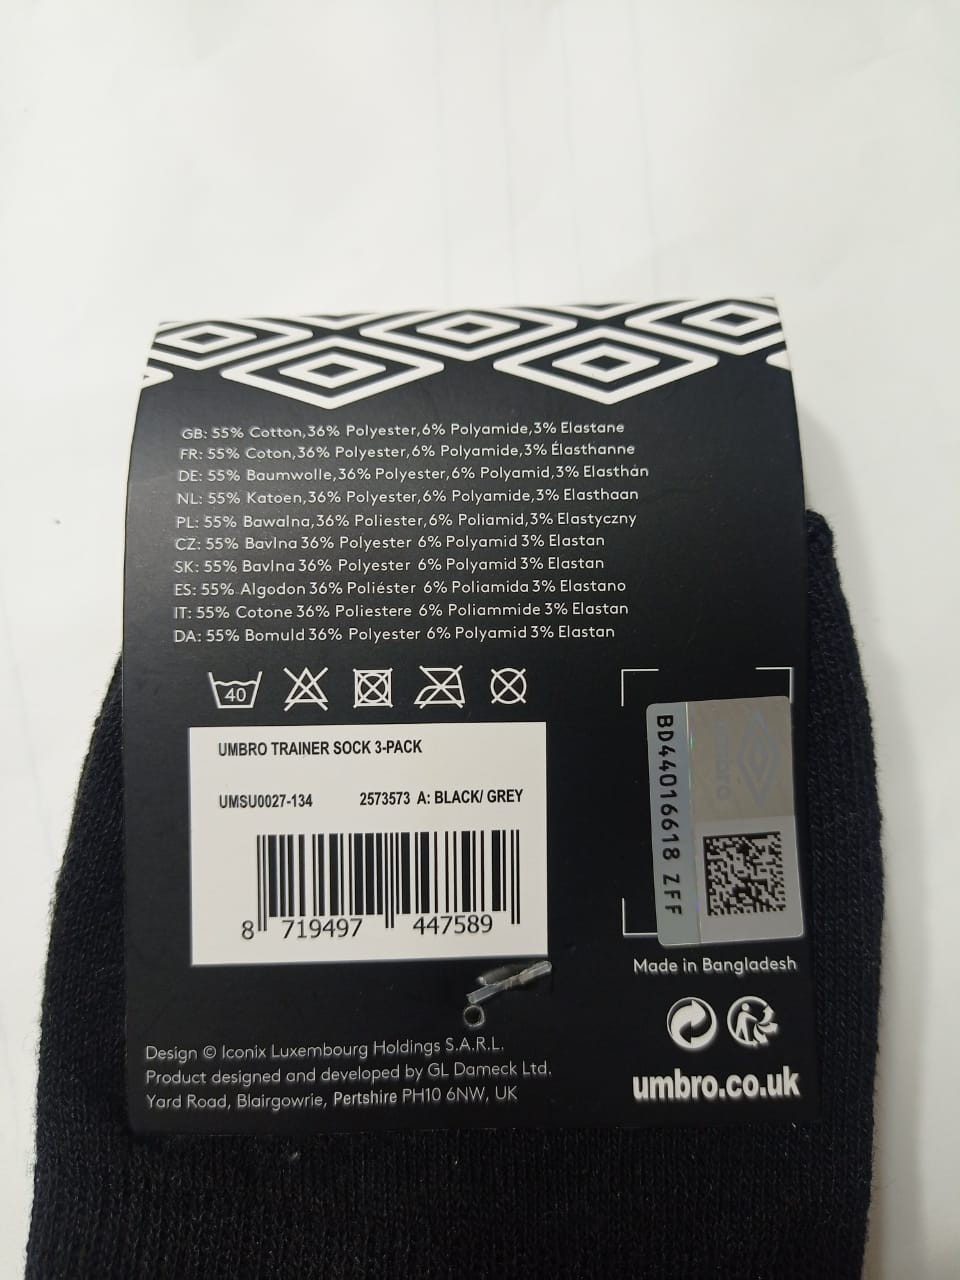 GB: 55% Cotton,36% Polyester,6% Polyamide,3% Elastane
FR: 55% Coton,36% Polyester,6% Polyamide,3% Élasthanne
DE: 55% Baumwolle,36% Polyester,6% Polyamid,3% Elasthan
NL: 55% Katoen,36% Polyester,6% Polyamide,3% Elasthaan
PL: 55% Bawalna,36% Poliester,6% Poliamid,3% Elastyczny
CZ: 55% Bavlna 36% Polyester 6% Polyamid 3% Elastan
SK: 55% Bavlna 36% Polyester 6% Polyamid 3% Elastan
ES: 55% Algodon 36% Poliéster 6% Poliamida 3% Elastano
IT: 55% Cotone 36% Poliestere 6% Poliammide 3% Elastan
DA: 55% Bomuld 36% Polyester 6% Polyamid 3% Elastan
40
UMBRO TRAINER SOCK 3-PACK
UMSU0027-134 2573573 A: BLACK/ GREY
8 719497 447589
umbro
BD44016618 ZFF
Made in Bangladesh
Design © Iconix Luxembourg Holdings S.A.R.L.
Product designed and developed by GL Dameck Ltd.
Yard Road, Blairgowrie, Pertshire PH10 6NW, UK
umbro.co.uk